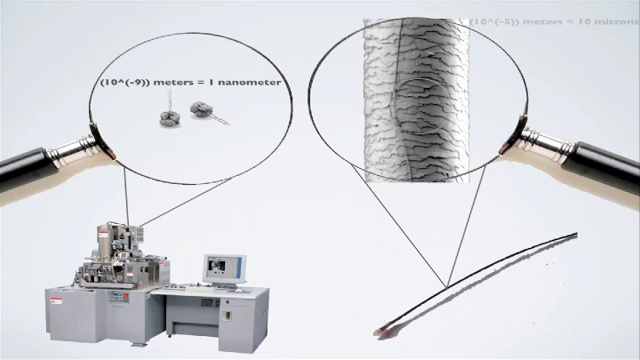 (10^(-9)) meters = 1 nanometer
(10^(-5)) meters = 10 microns